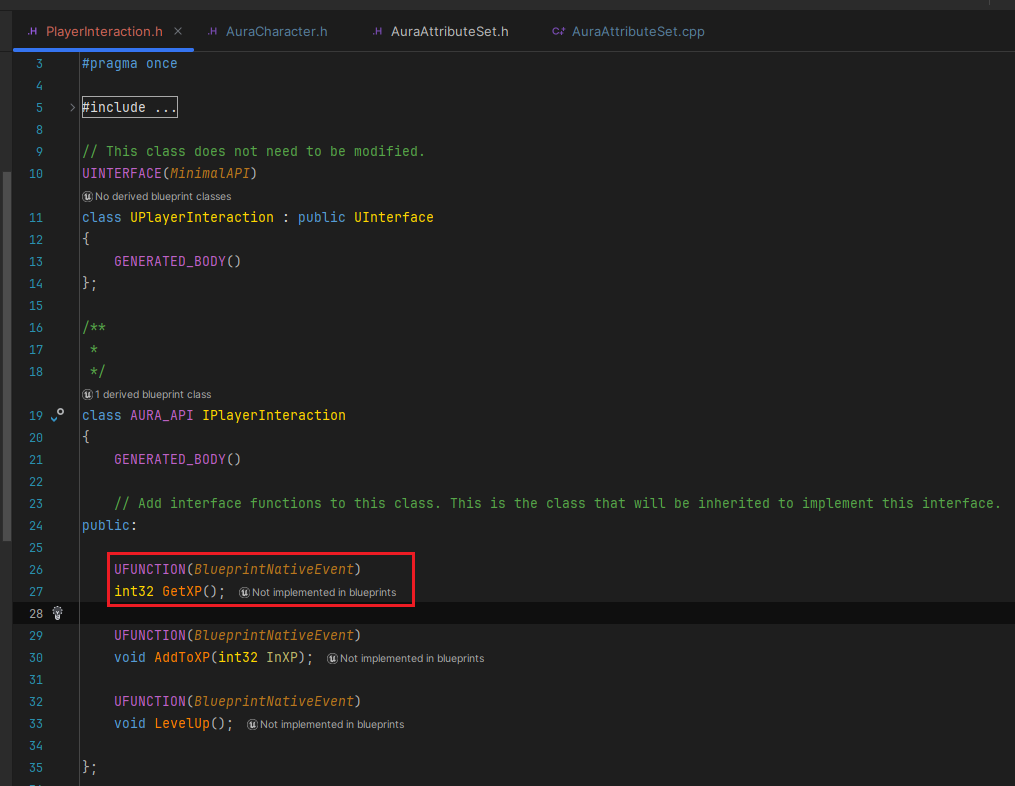 .H PlayerInteraction.h × .H AuraCharacter.h .H AuraAttributeSet.h C++ AuraAttributeSet.cpp
3 #pragma once
4
5 > #include ...
8
9 // This class does not need to be modified.
10 UINTERFACE(MinimalAPI)
No derived blueprint classes
11 class UPlayerInteraction : public UInterface
12 {
13 GENERATED_BODY()
14 };
15
16 /**
17 *
18 */
1 derived blueprint class
19 class AURA_API IPlayerInteraction
20 {
21 GENERATED_BODY()
22
23 // Add interface functions to this class. This is the class that will be inherited to implement this interface.
24 public:
25
26 UFUNCTION(BlueprintNativeEvent)
27 int32 GetXP(); Not implemented in blueprints
28
29 UFUNCTION(BlueprintNativeEvent)
30 void AddToXP(int32 InXP); Not implemented in blueprints
31
32 UFUNCTION(BlueprintNativeEvent)
33 void LevelUp(); Not implemented in blueprints
34
35 };